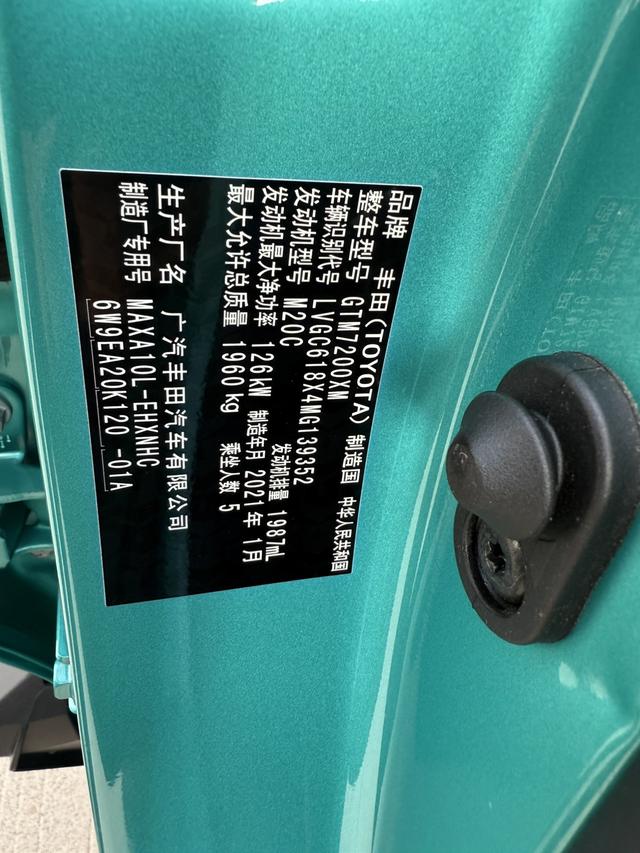 品牌 丰田(TOYOTA) 制造国 中华人民共和国
整车型号 GTM7200XM
车辆识别代号 LVGC618X4MG139352
发动机型号 M20C 发动机排量 1987mL
发动机最大净功率 126kW 制造年月 2021年1月
最大允许总质量 1960kg 乘坐人数 5
生产厂名 广汽丰田汽车有限公司
制造厂专用号 MAXA10L-EHXNHC
6W9EA20K120 -01A